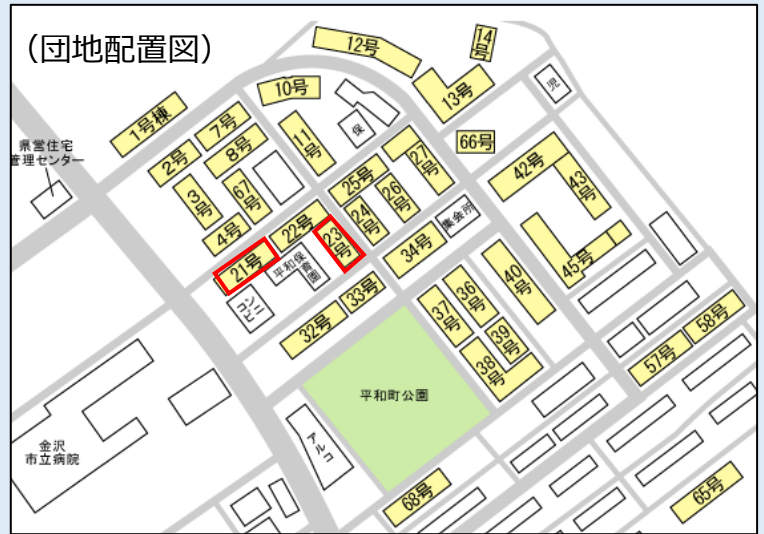 (団地配置図)
12号
14号
13号
児
10号
1号棟
7号
2号
8号
11号
保
県営住宅
管理センター
66号
27号
42号
43号
3号
67号
25号
26号
24号
4号
22号
23号
集会所
34号
21号
平和保育園
コンビニ
33号
32号
40号
45号
36号
37号
39号
38号
58号
57号
平和町公園
アルコ
金沢
市立病院
68号
65号